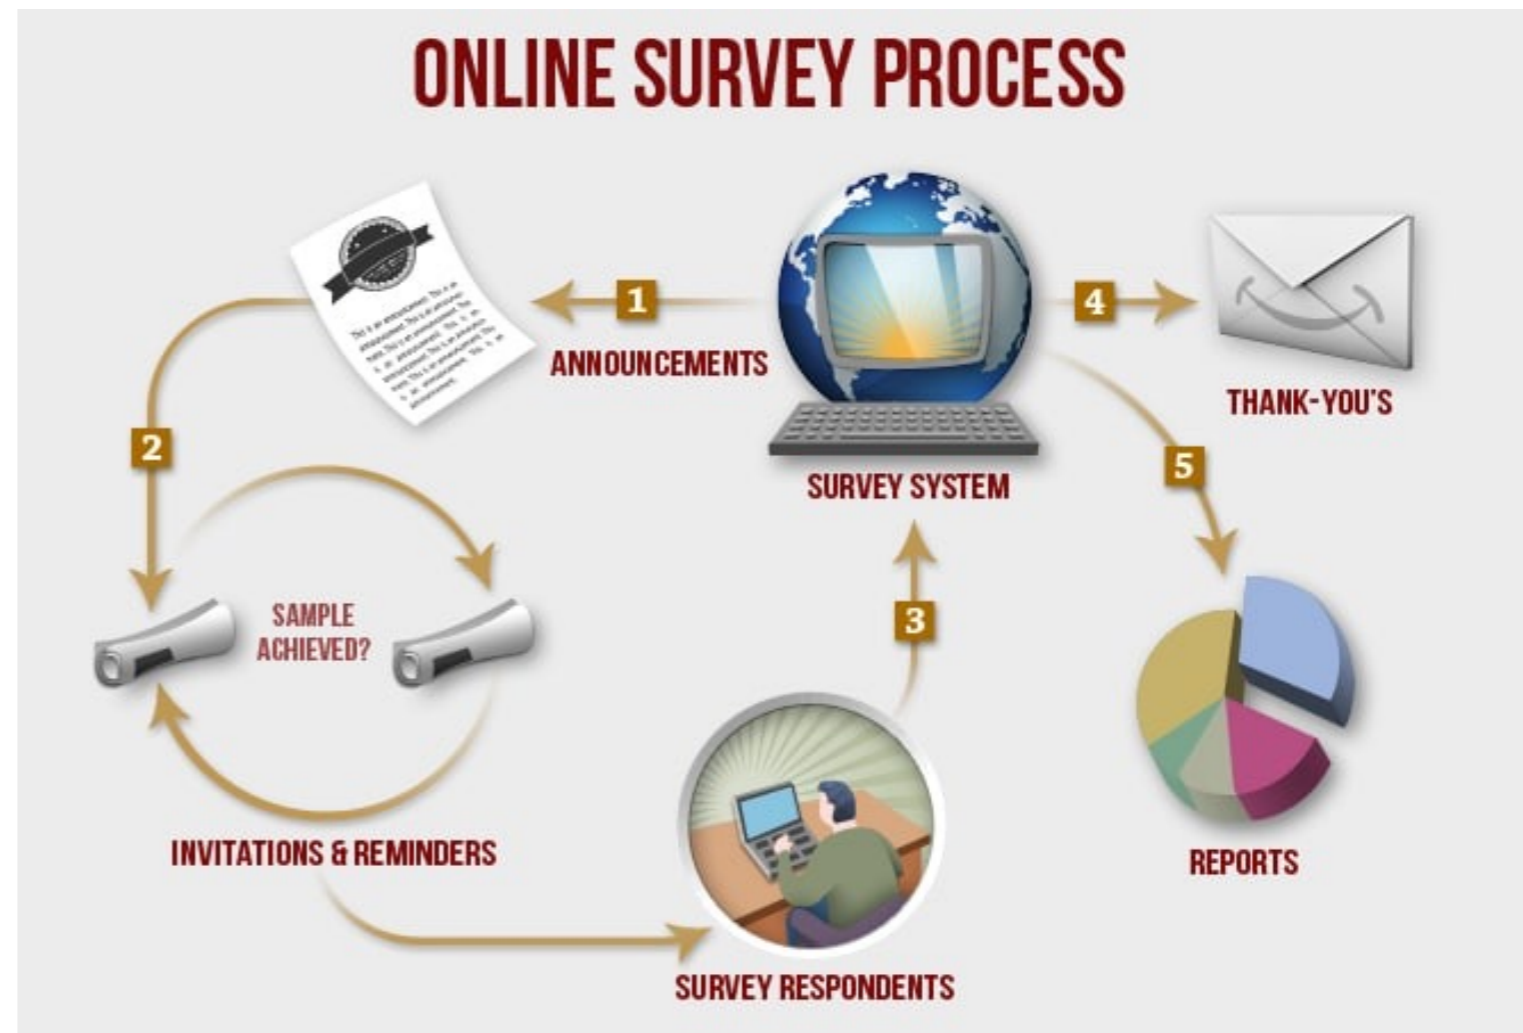 ONLINE SURVEY PROCESS
1
ANNOUNCEMENTS
SURVEY SYSTEM
4
THANK-YOU'S
2
5
SAMPLE
ACHIEVED?
3
INVITATIONS & REMINDERS
REPORTS
SURVEY RESPONDENTS